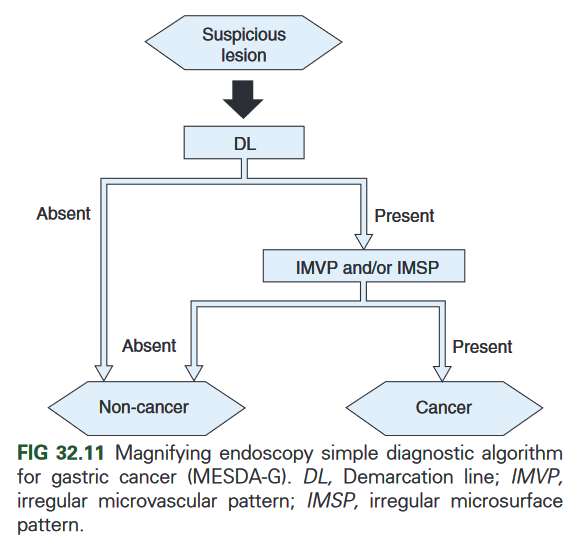 Suspicious
lesion
DL
Absent
Present
IMVP and/or IMSP
Absent
Present
Non-cancer
Cancer
FIG 32.11 Magnifying endoscopy simple diagnostic algorithm
for gastric cancer (MESDA-G). DL, Demarcation line; IMVP,
irregular microvascular pattern; IMSP, irregular microsurface
pattern.